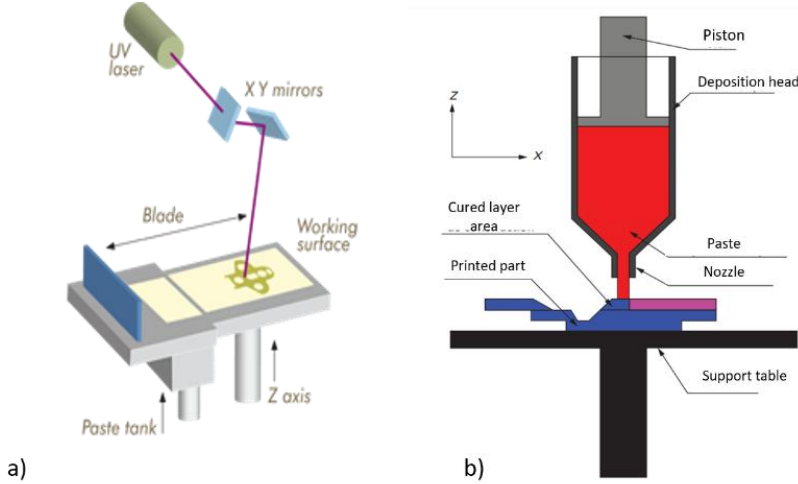 UV
laser
X Y mirrors
Blade
Working
surface
Z axis
Paste tank
a)
Piston
Deposition head
Z
X
Cured layer
area
Paste
Nozzle
Printed part
Support table
b)